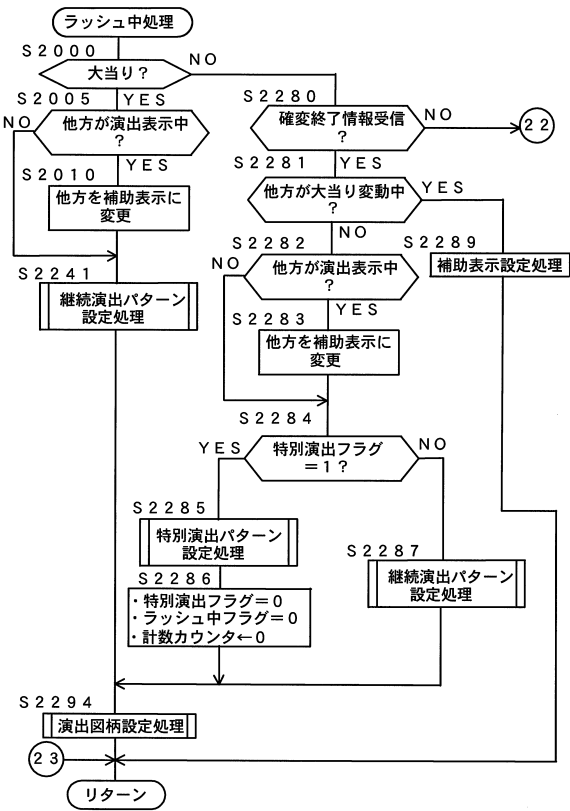 ラッシュ中処理
S2000
大当り？
NO
YES
S2005
他方が演出表示中
？
NO
YES
S2010
他方を補助表示に
変更
S2241
継続演出パターン
設定処理
S2280
確変終了情報受信
？
NO
22
YES
S2281
他方が大当り変動中
？
YES
NO
S2282
他方が演出表示中
？
NO
YES
S2289
補助表示設定処理
S2283
他方を補助表示に
変更
S2284
特別演出フラグ
＝1？
YES
NO
S2285
特別演出パターン
設定処理
S2286
・特別演出フラグ＝0
・ラッシュ中フラグ＝0
・計数カウンタ←0
S2287
継続演出パターン
設定処理
S2294
演出図柄設定処理
23
リターン